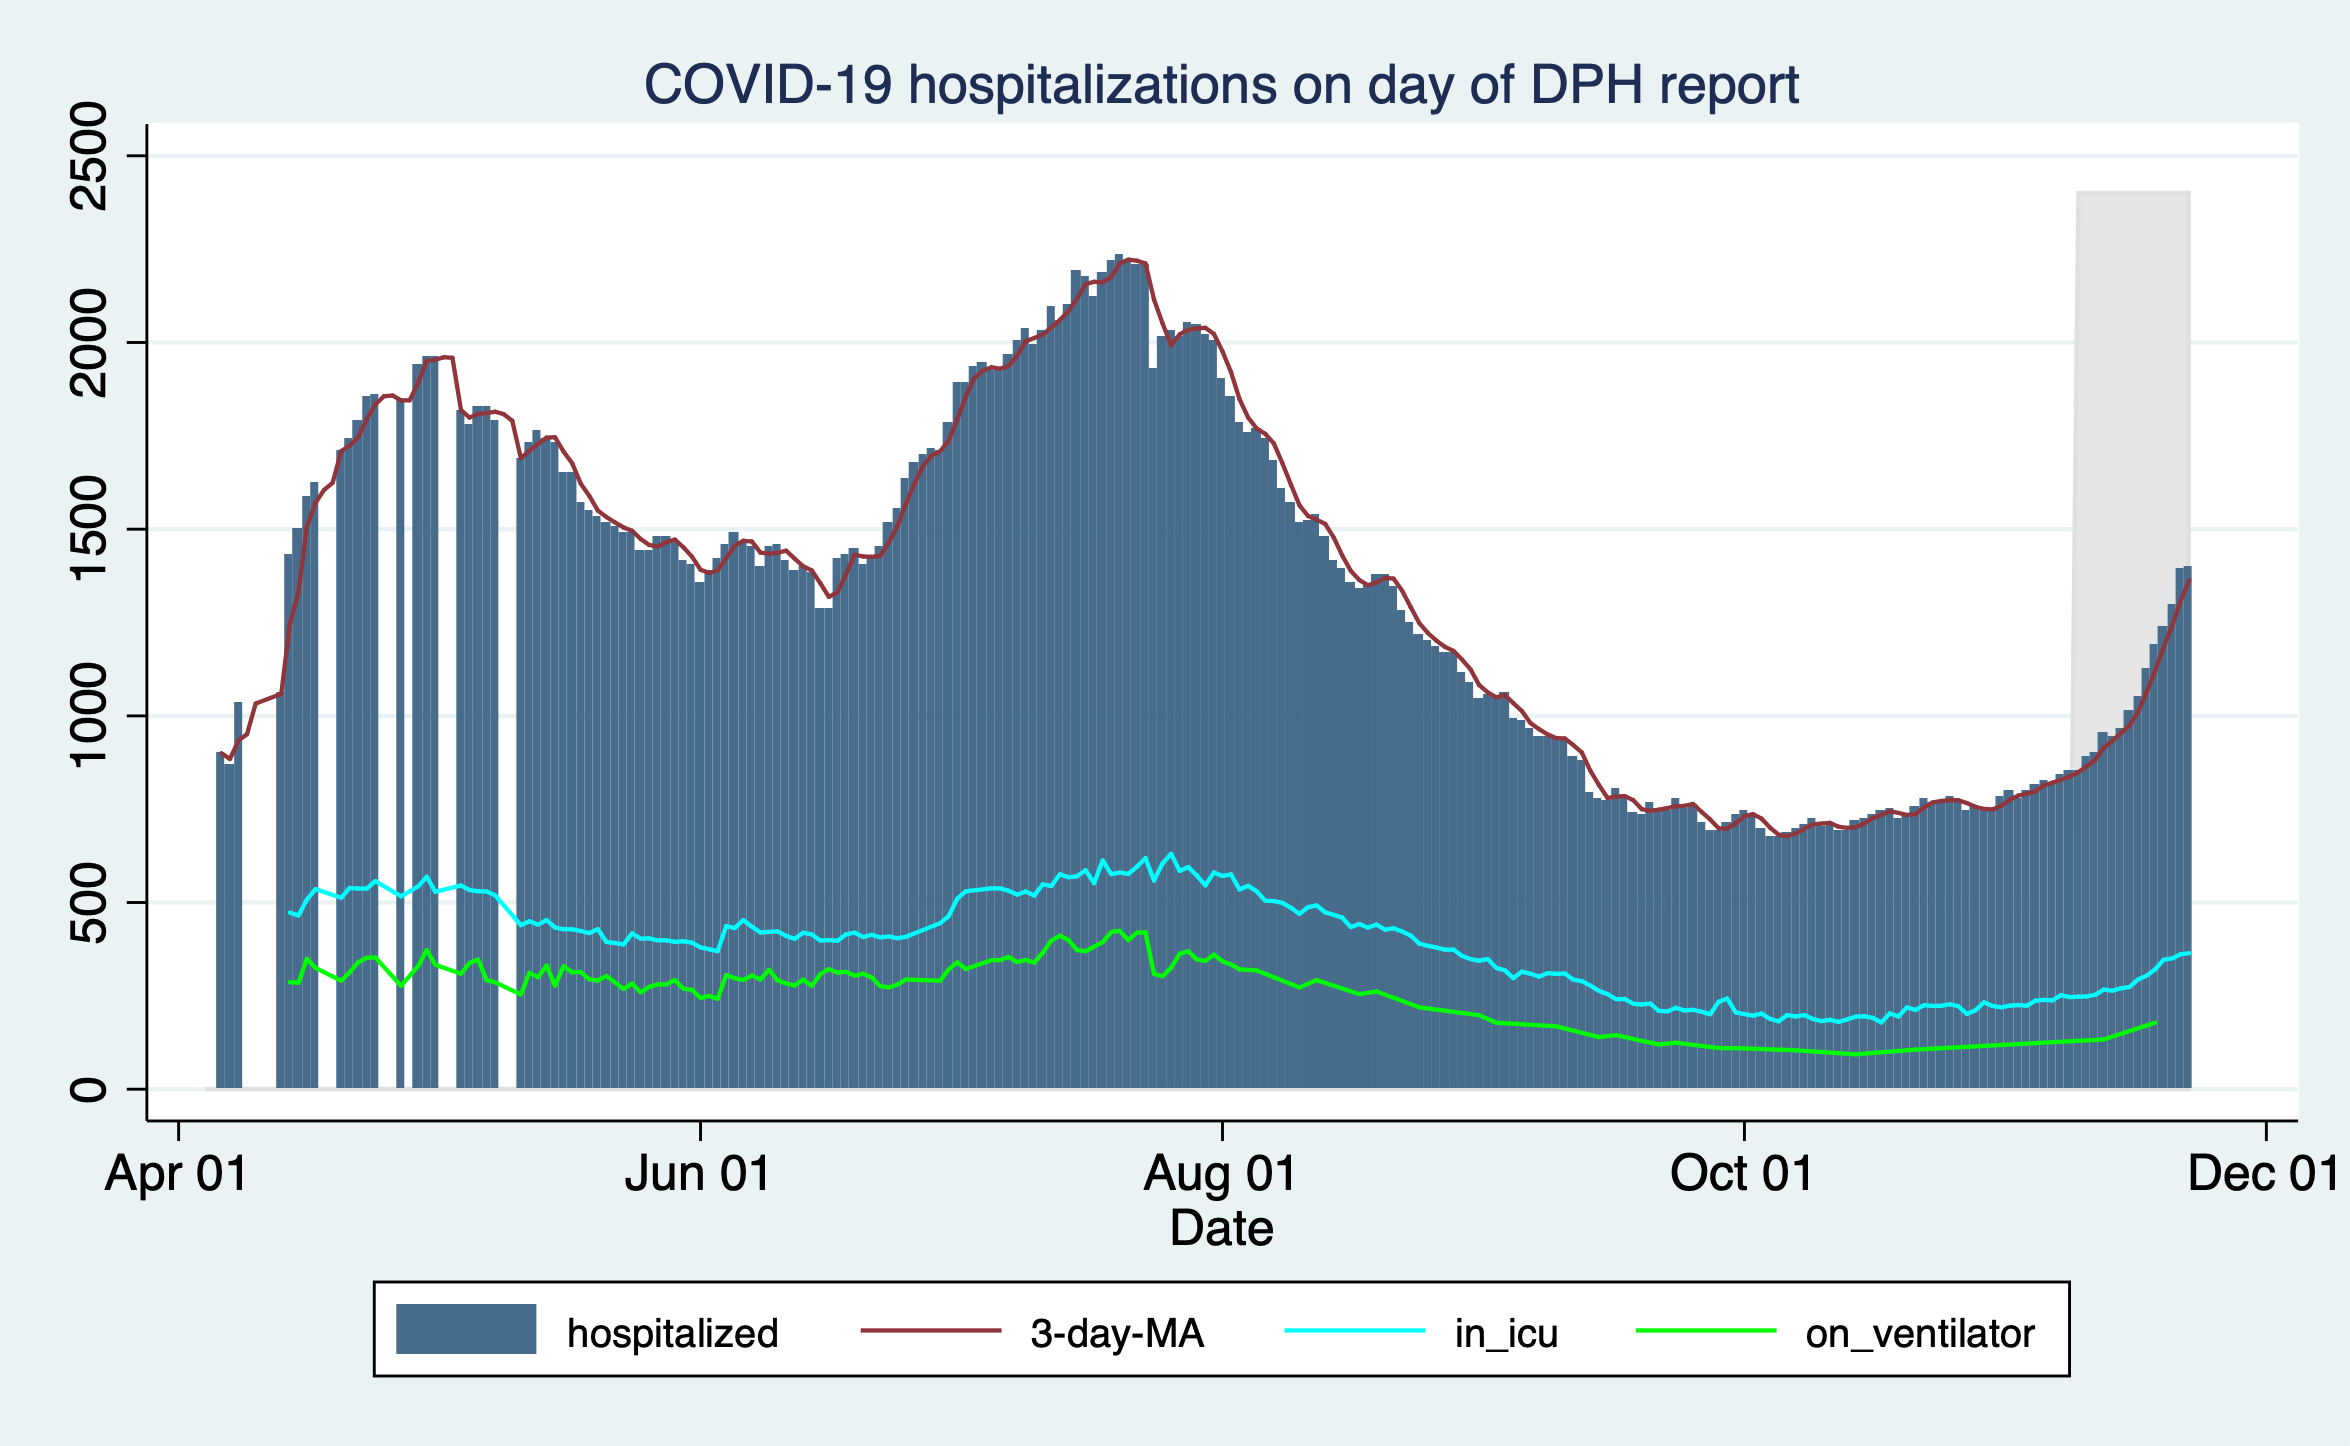 COVID-19 hospitalizations on day of DPH report
2500
2000
1500
1000
500
0
Apr 01 Jun 01 Aug 01 Oct 01 Dec 01
Date
hospitalized 3-day-MA in_icu on_ventilator